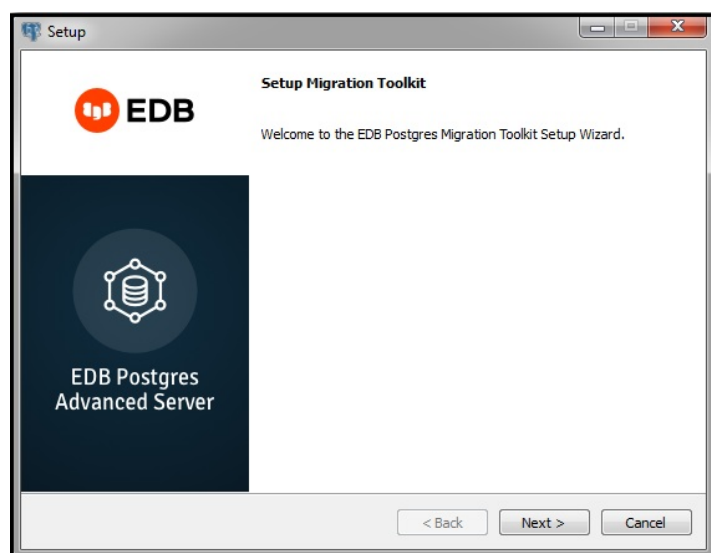 Setup
EDB
Setup Migration Toolkit
Welcome to the EDB Postgres Migration Toolkit Setup Wizard.
EDB Postgres
Advanced Server
< Back
Next >
Cancel